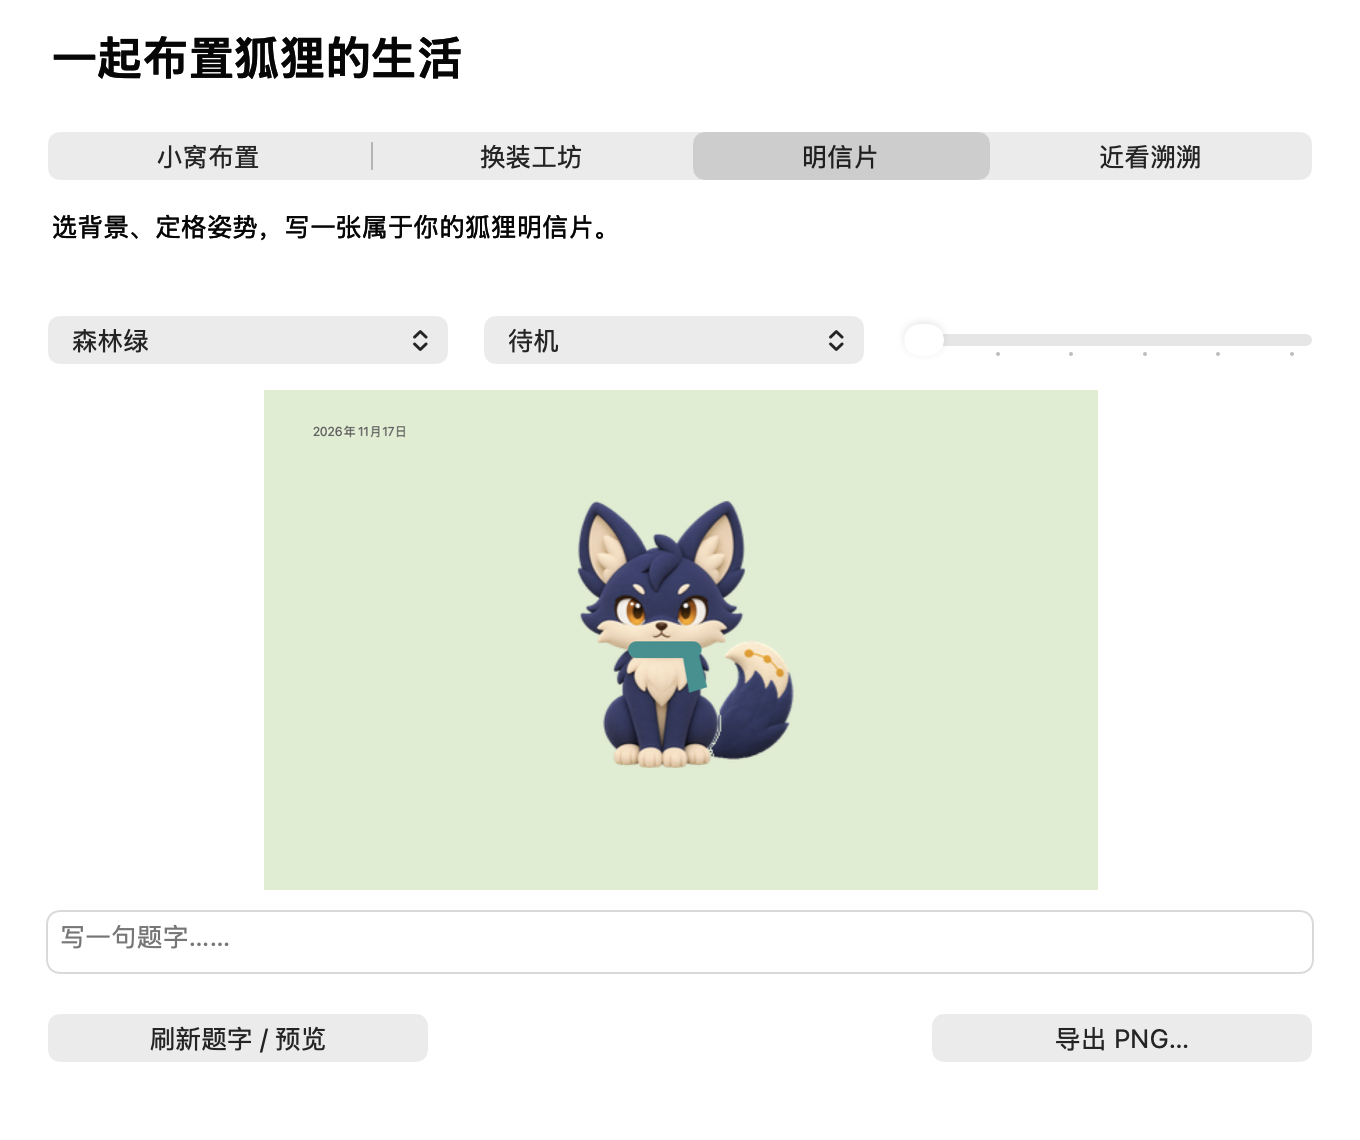 一起布置狐狸的生活
小窝布置
换装工坊
明信片
近看溯溯
选背景、定格姿势，写一张属于你的狐狸明信片。
森林绿
待机
2026年11月17日
写一句题字……
刷新题字 / 预览
导出 PNG...